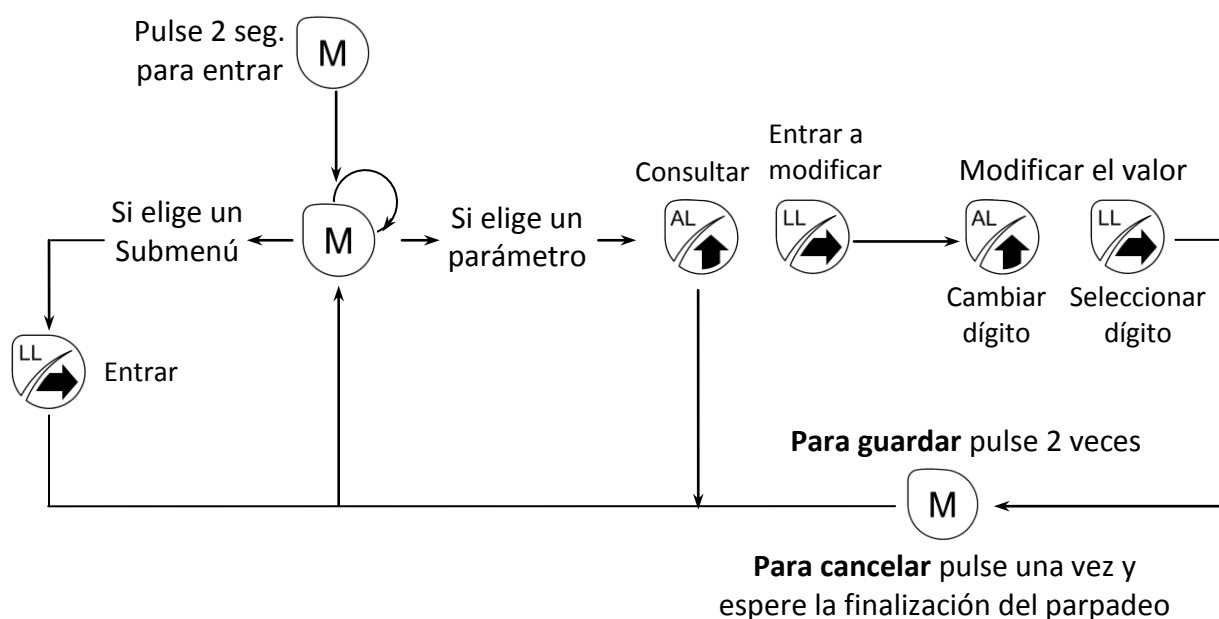 Pulse 2 seg.
para entrar
M
Si elige un
Submenú
M
Si elige un
parámetro
Consultar
AL
Entrar a
modificar
LL
Modificar el valor
AL
LL
Cambiar
dígito
Seleccionar
dígito
LL
Entrar
Para guardar pulse 2 veces
M
Para cancelar pulse una vez y
espere la finalización del parpadeo